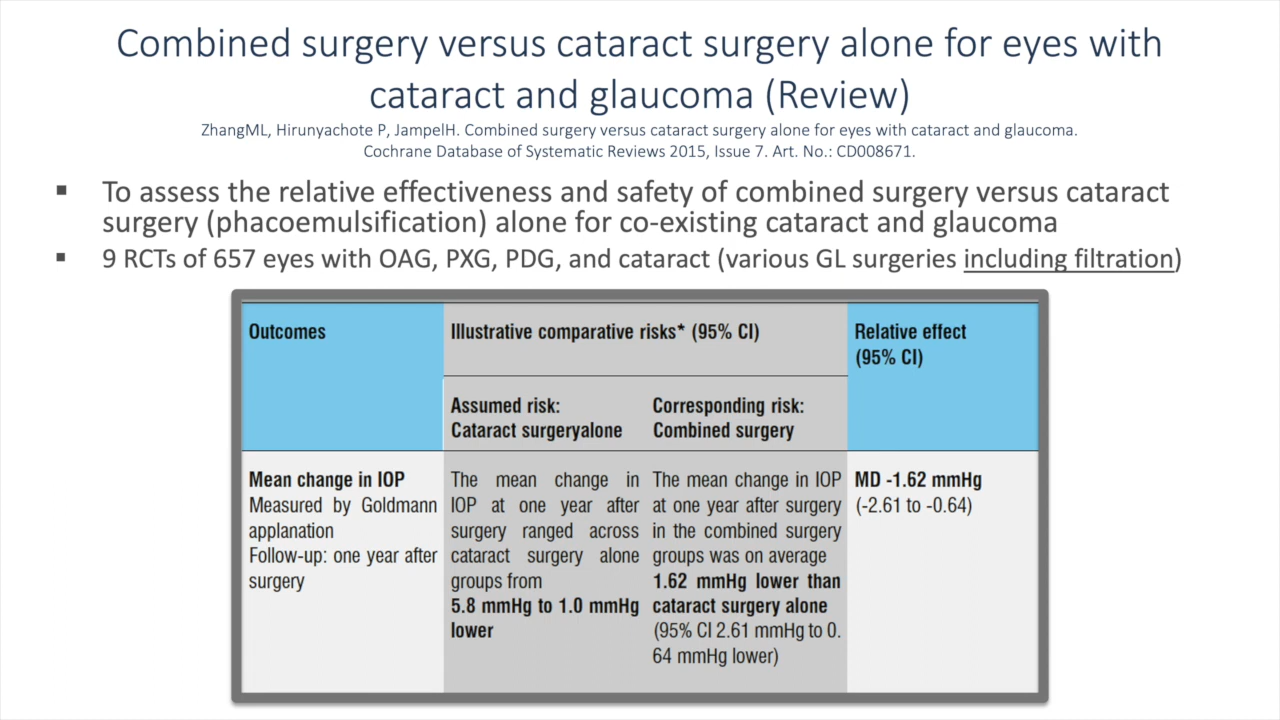 Combined surgery versus cataract surgery alone for eyes with
cataract and glaucoma (Review)
ZhangML, Hirunyachote P, JampelH. Combined surgery versus cataract surgery alone for eyes with cataract and glaucoma.
Cochrane Database of Systematic Reviews 2015, Issue 7. Art. No.: CD008671.
▪ To assess the relative effectiveness and safety of combined surgery versus cataract
surgery (phacoemulsification) alone for co-existing cataract and glaucoma
▪ 9 RCTs of 657 eyes with OAG, PXG, PDG, and cataract (various GL surgeries including filtration)
Outcomes
Illustrative comparative risks* (95% CI)
Relative effect
(95% CI)
Assumed risk:
Cataract surgeryalone
Corresponding risk:
Combined surgery
Mean change in IOP
Measured by Goldmann
applanation
Follow-up: one year after
surgery
The mean change in
IOP at one year after
surgery ranged across
cataract surgery alone
groups from
5.8 mmHg to 1.0 mmHg
lower
The mean change in IOP
at one year after surgery
in the combined surgery
groups was on average
1.62 mmHg lower than
cataract surgery alone
(95% CI 2.61 mmHg to 0.
64 mmHg lower)
MD -1.62 mmHg
(-2.61 to -0.64)